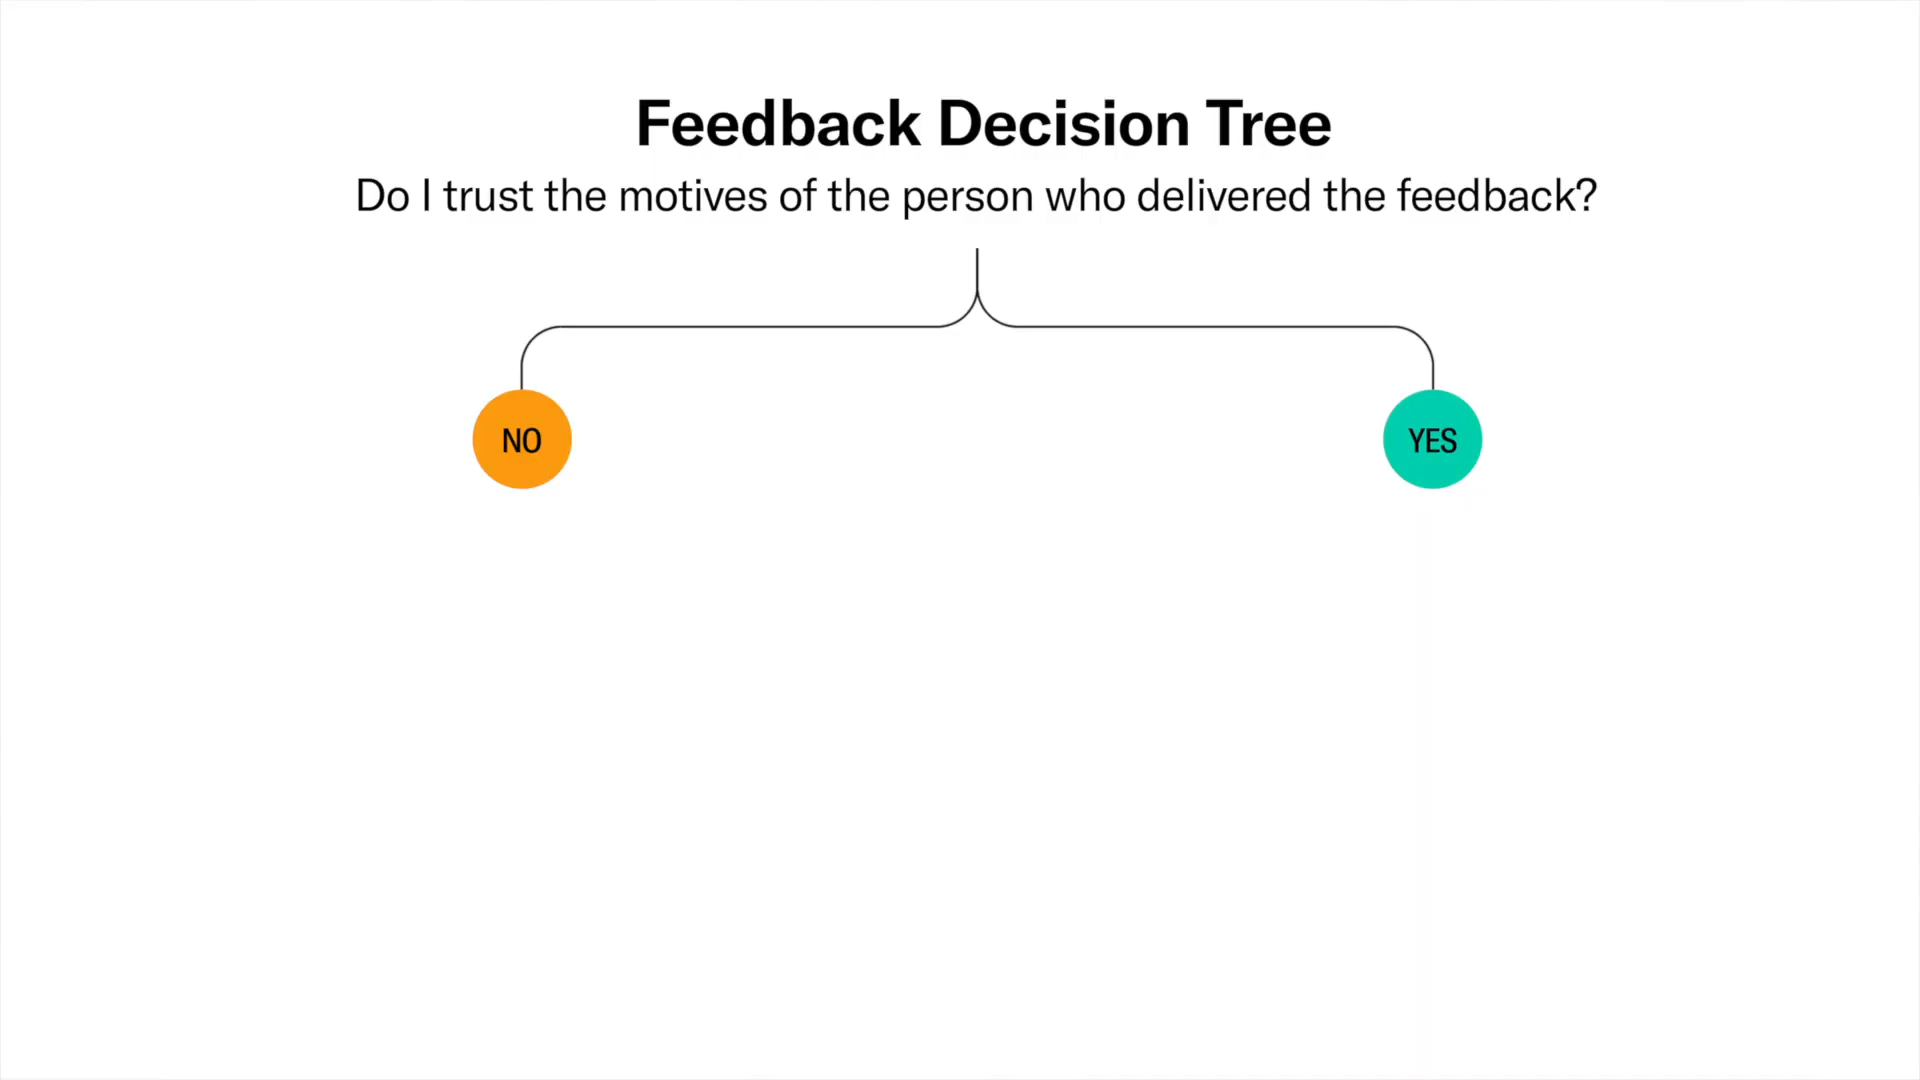 Feedback Decision Tree
Do I trust the motives of the person who delivered the feedback?
NO
YES